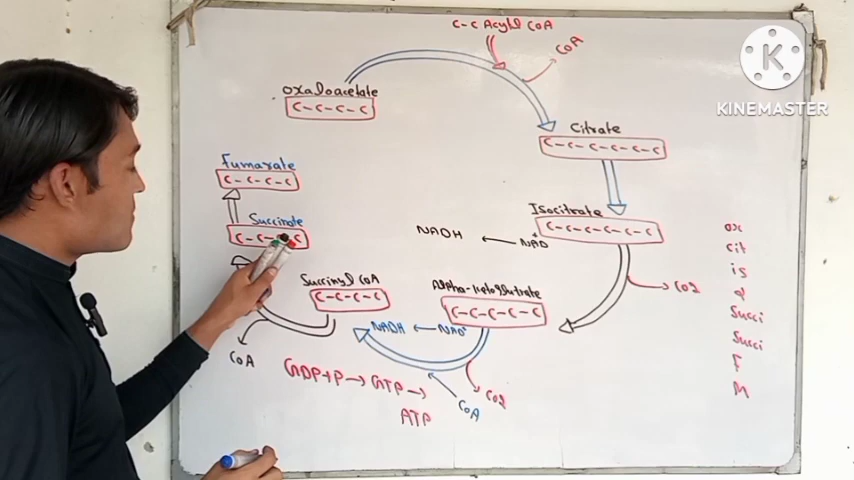 C-C Acyld CoA
CoA
oxaloacetate
C-C-C-C
Citrate
C-C-C-C-C-C
Fumarate
C-C-C-C
Succinate
C-C-C
Isocitrate
C-C-C-C-C-C
NADH
NAD
CO2
Succinyl CoA
C-C-C-C
Alpha-Ketoglutrate
C-C-C-C-C
NADH
NAD+
CoA
GDP+P → GTP →
ATP
CO2
CoA
ox
Cit
is
α
Succi
Succi
F
M
K
KINEMASTER